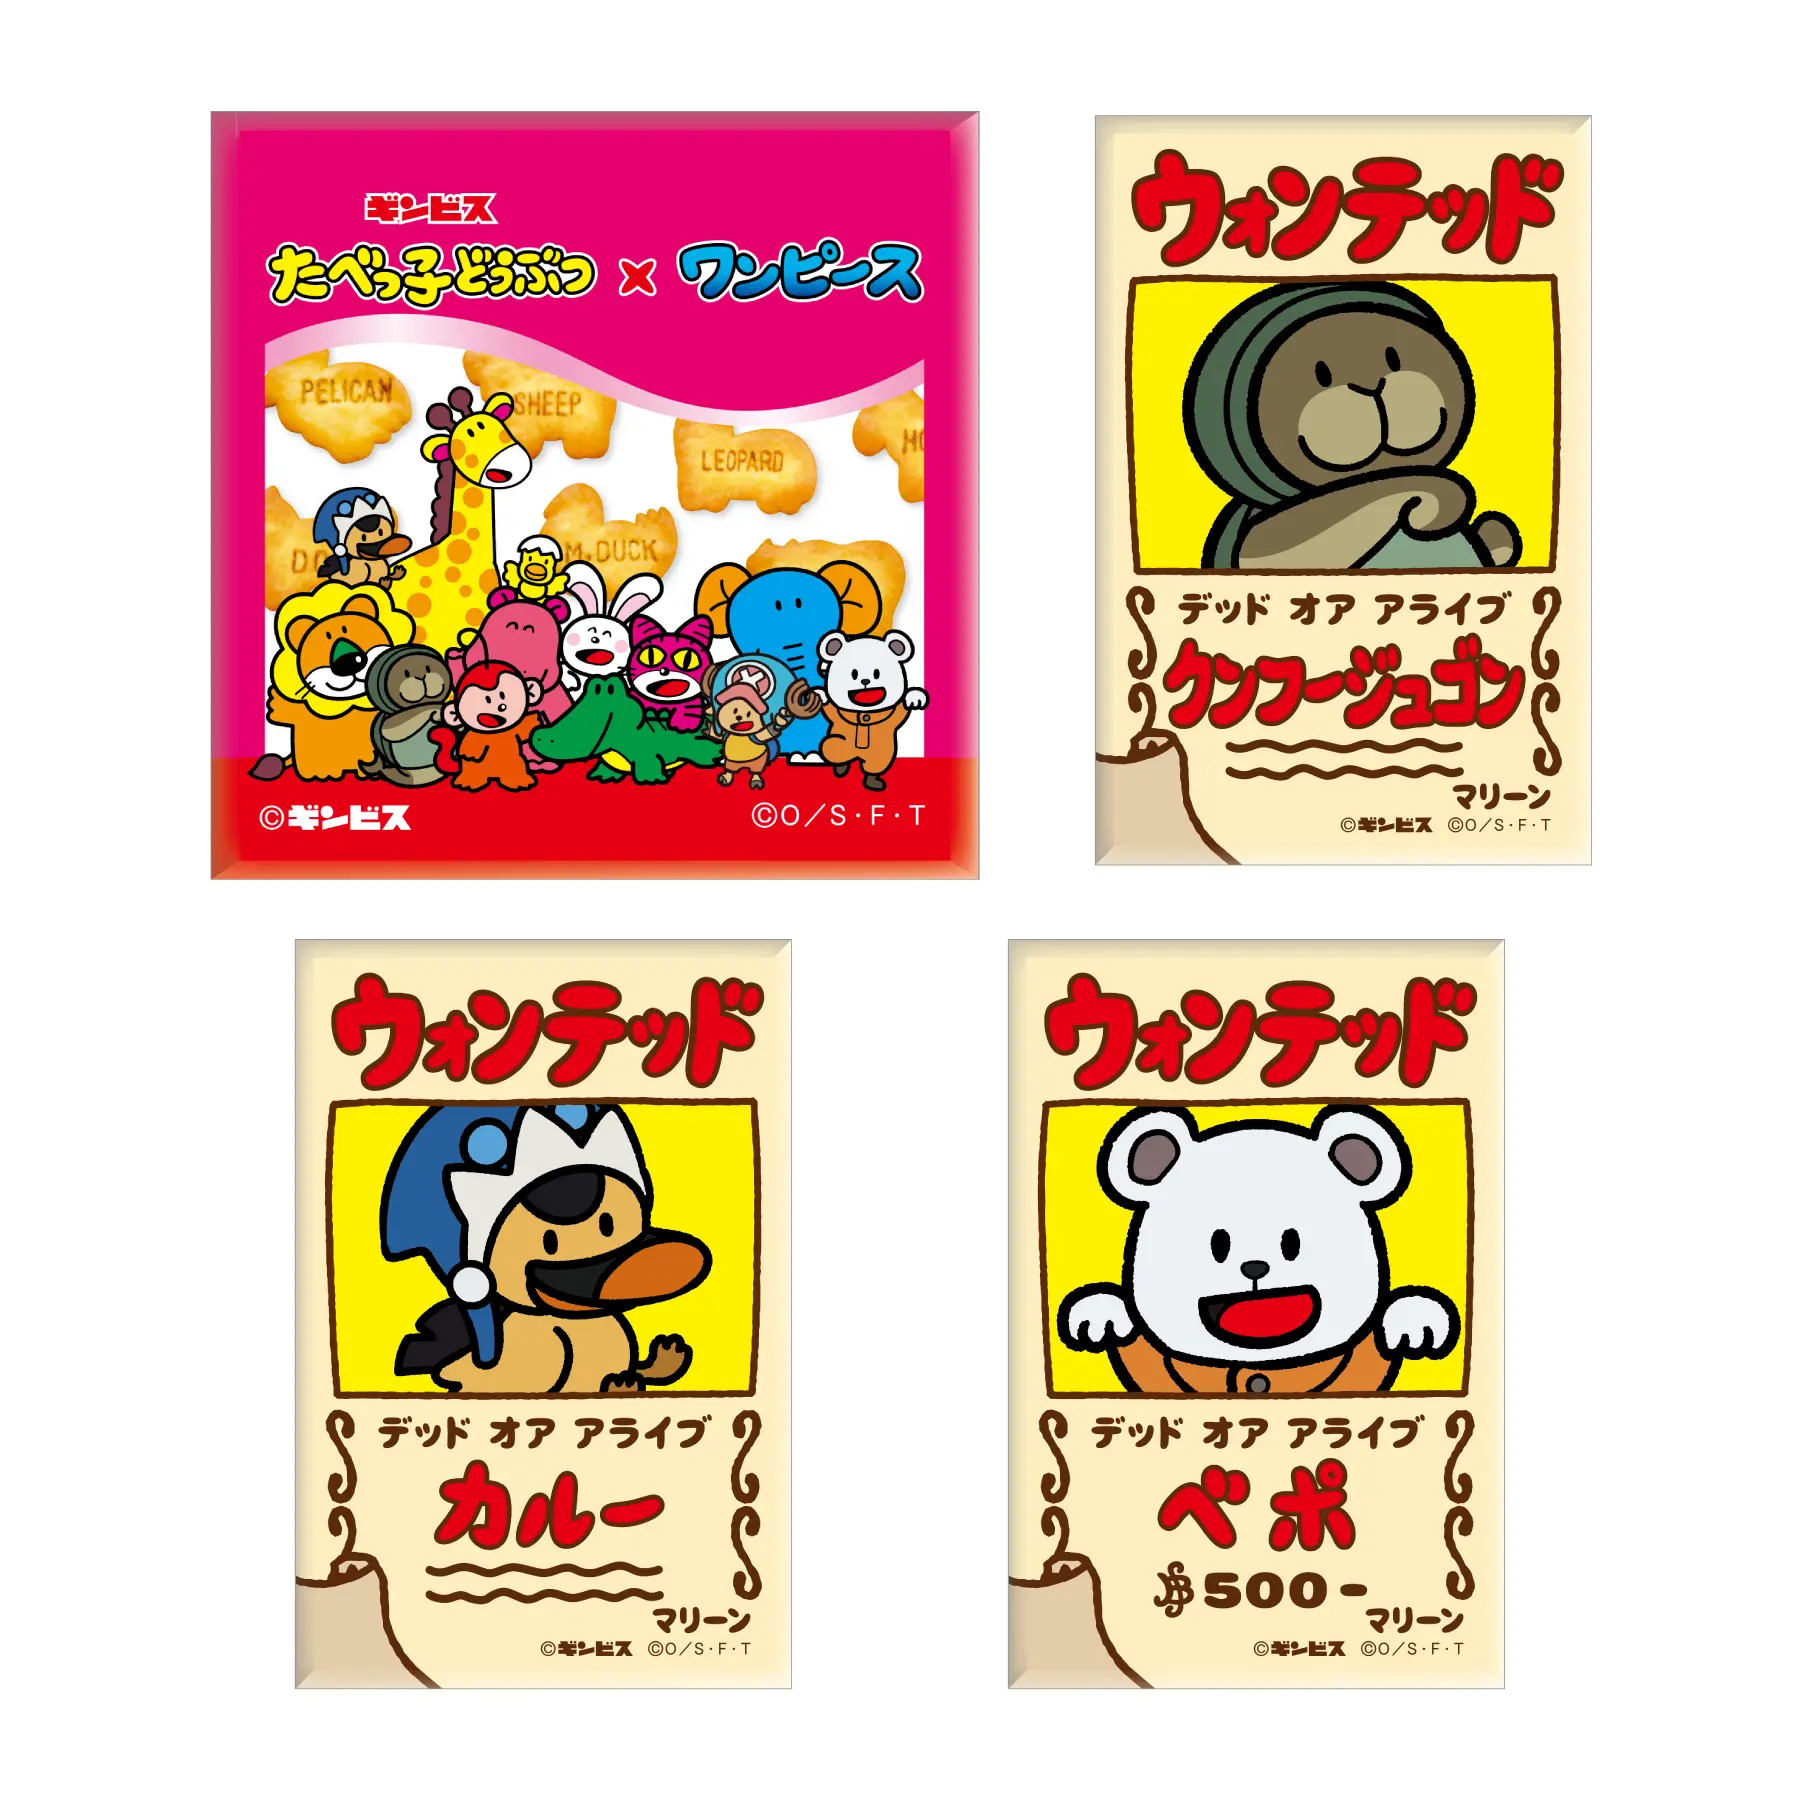 ギンビス
たべっ子どうぶつ × ワンピース
PELICAN
SHEEP
LEOPARD
HO
DO
M.DUCK
©ギンビス
©O/S・F・T
ウォンテッド
デッド オア アライブ
クンフージュゴン
マリーン
©ギンビス ©O/S・F・T
ウォンテッド
デッド オア アライブ
カルー
マリーン
©ギンビス ©O/S・F・T
ウォンテッド
デッド オア アライブ
ベポ
฿500-
マリーン
©ギンビス ©O/S・F・T